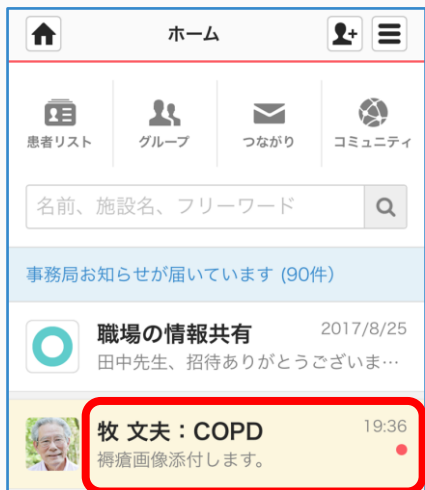 ホーム
患者リスト
グループ
つながり
コミュニティ
名前、施設名、フリーワード
事務局お知らせが届いています (90件)
職場の情報共有 2017/8/25
田中先生、招待ありがとうございま…
牧 文夫：COPD 19:36
褥瘡画像添付します。